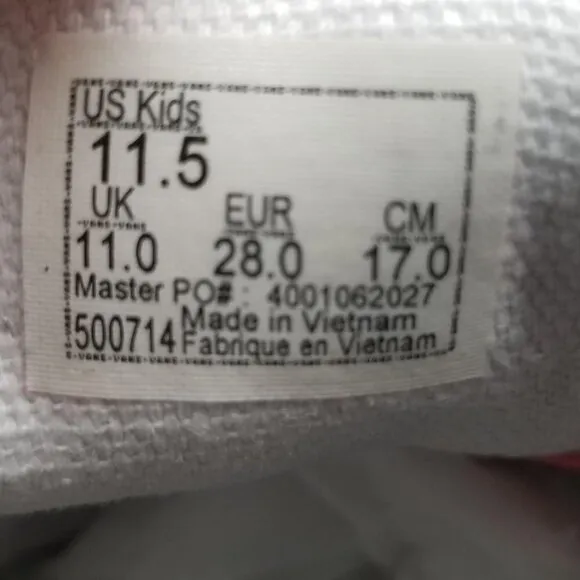 US Kids
11.5
UK EUR CM
11.0 28.0 17.0
Master PO# : 4001062027
500714 Made in Vietnam
Fabrique en Vietnam